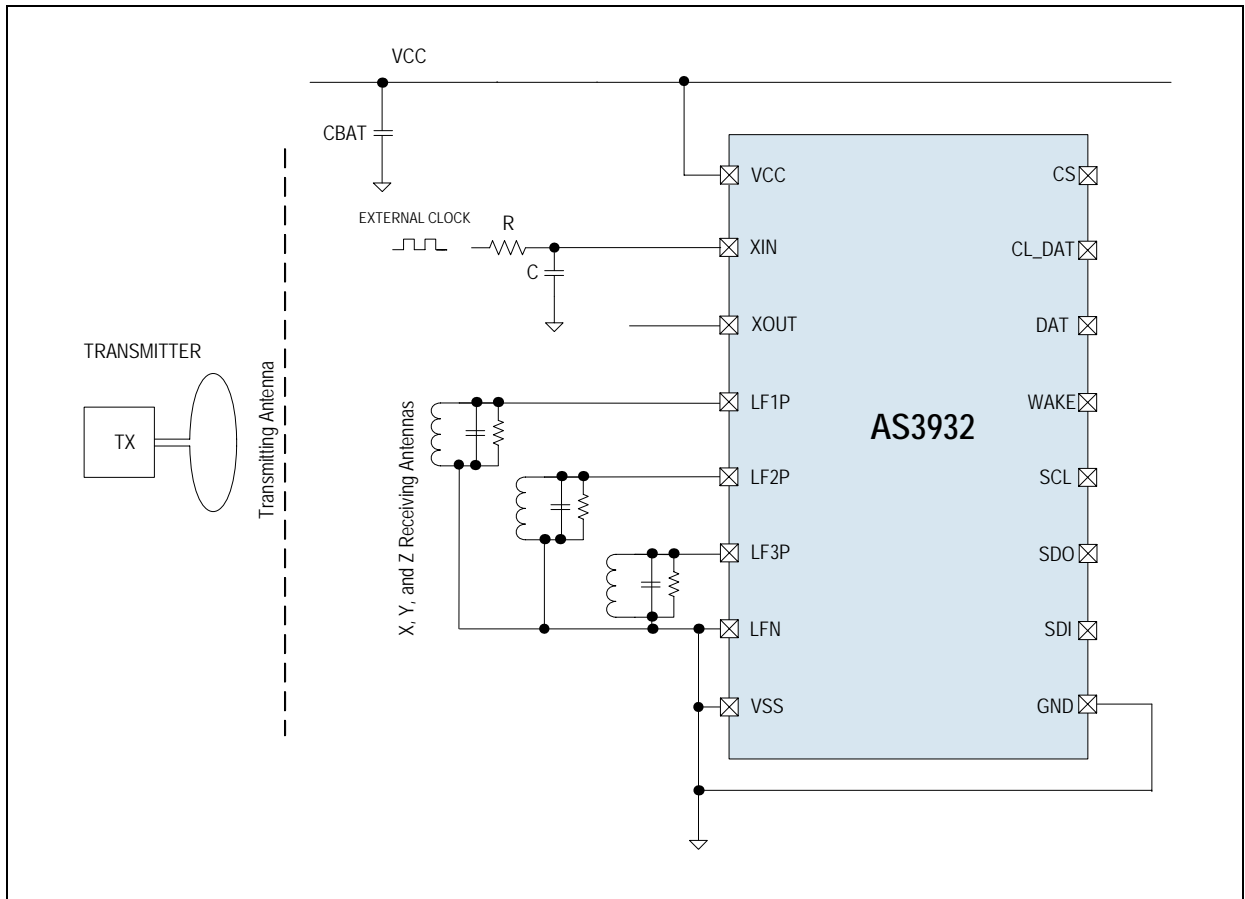 VCC
CBAT
EXTERNAL CLOCK
R
C
TRANSMITTER
TX
Transmitting Antenna
X, Y, and Z Receiving Antennas
AS3932
VCC
XIN
XOUT
LF1P
LF2P
LF3P
LFN
VSS
CS
CL_DAT
DAT
WAKE
SCL
SDO
SDI
GND